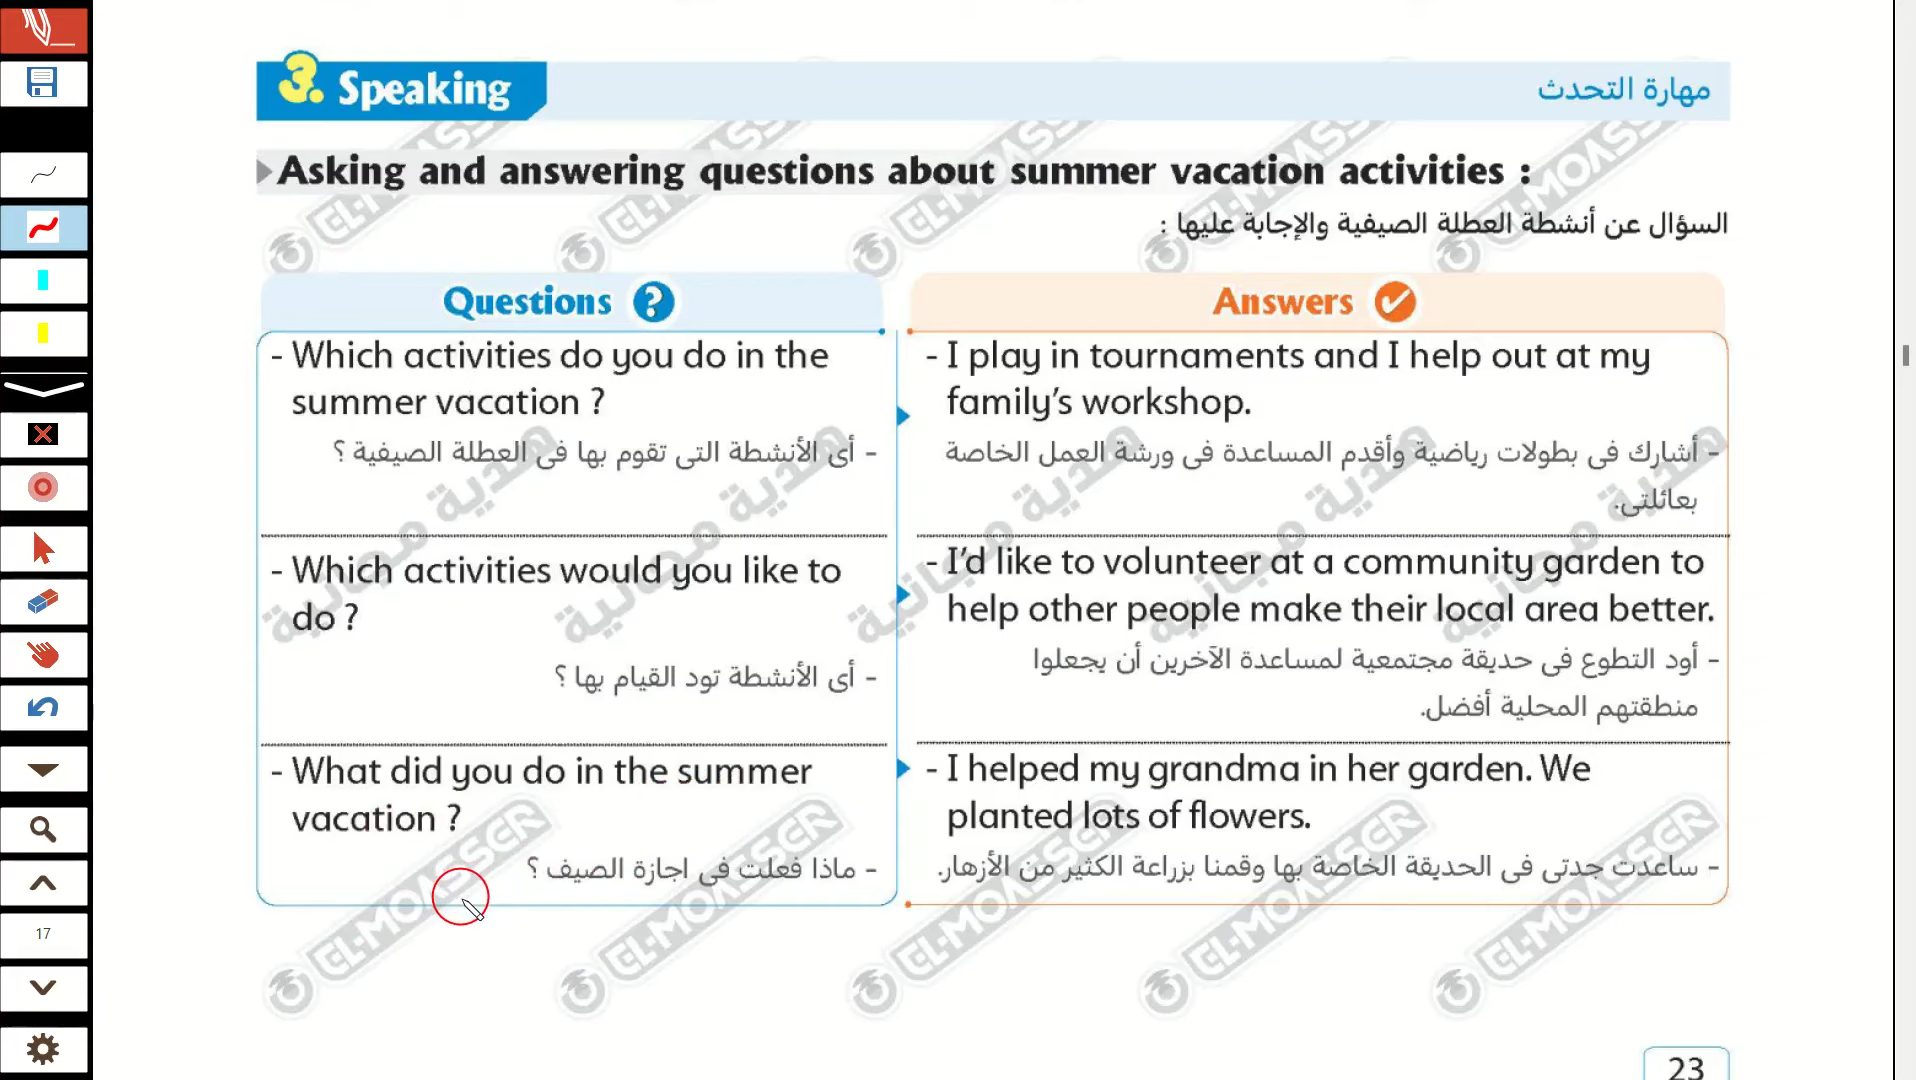 3. Speaking
مهارة التحدث
Asking and answering questions about summer vacation activities :
السؤال عن أنشطة العطلة الصيفية والإجابة عليها :
Questions ?
- Which activities do you do in the
summer vacation ?
- أى الأنشطة التى تقوم بها فى العطلة الصيفية ؟
- Which activities would you like to
do ?
- أى الأنشطة تود القيام بها ؟
- What did you do in the summer
vacation ?
- ماذا فعلت فى اجازة الصيف ؟
Answers
- I play in tournaments and I help out at my
family’s workshop.
- أشارك فى بطولات رياضية وأقدم المساعدة فى ورشة العمل الخاصة
بعائلتى.
- I’d like to volunteer at a community garden to
help other people make their local area better.
- أود التطوع فى حديقة مجتمعية لمساعدة الآخرين أن يجعلوا
منطقتهم المحلية أفضل.
- I helped my grandma in her garden. We
planted lots of flowers.
- ساعدت جدتى فى الحديقة الخاصة بها وقمنا بزراعة الكثير من الأزهار.
EL-MOASSER
هدية مجانية
17
23